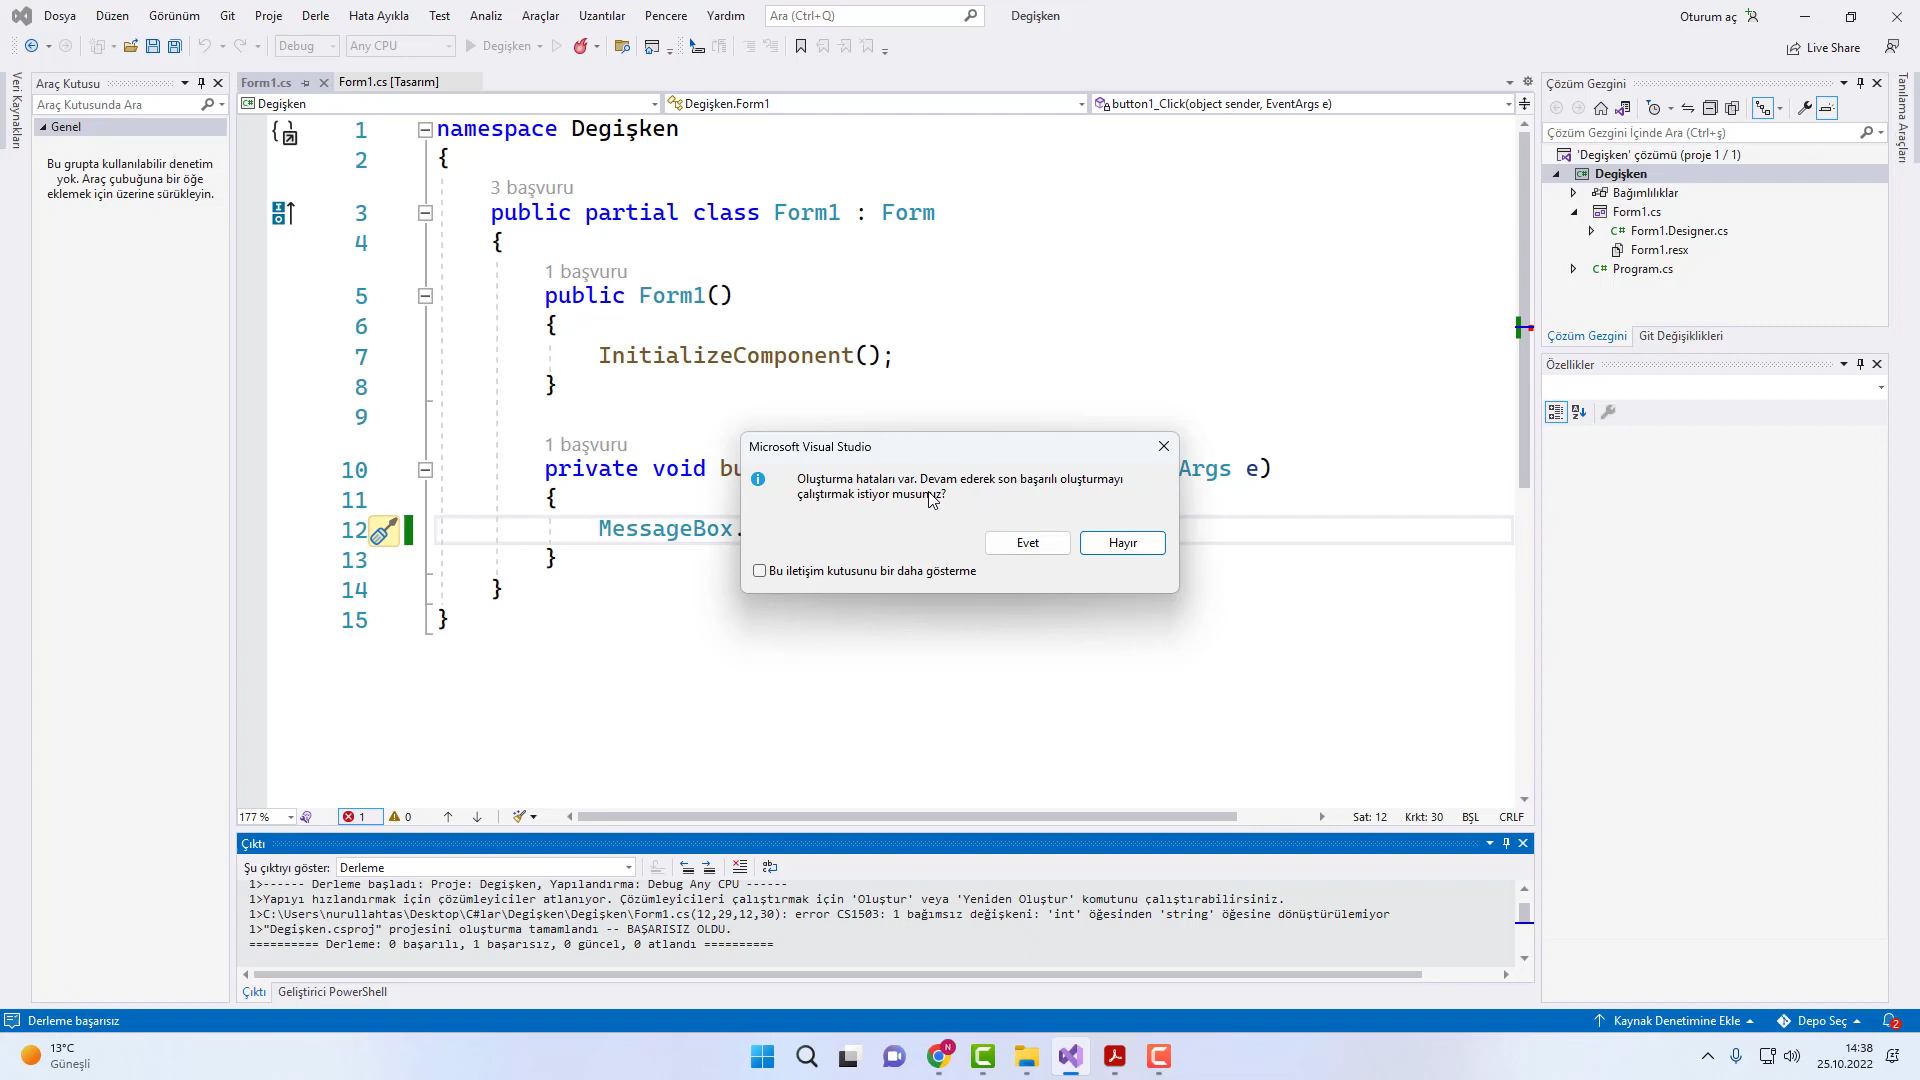 Dosya Düzen Görünüm Git Proje Derle Hata Ayıkla Test Analiz Araçlar Uzantılar Pencere Yardım Ara (Ctrl+Q) Degişken Oturum aç
Debug Any CPU Degişken Live Share
Veri Kaynakları
Araç Kutusu
Araç Kutusunda Ara
Genel
Bu grupta kullanılabilir denetim
yok. Araç çubuğuna bir öğe
eklemek için üzerine sürükleyin.
Form1.cs Form1.cs [Tasarım]
Degişken Degişken.Form1 button1_Click(object sender, EventArgs e)
1 namespace Degişken
2 {
3 başvuru
3 public partial class Form1 : Form
4 {
1 başvuru
5 public Form1()
6 {
7 InitializeComponent();
8 }
9
1 başvuru
10 private void bu Args e)
11 {
12 MessageBox.
13 }
14 }
15 }
Microsoft Visual Studio
Oluşturma hataları var. Devam ederek son başarılı oluşturmayı
çalıştırmak istiyor musunuz?
Evet Hayır
Bu iletişim kutusunu bir daha gösterme
177 % 1 0 Sat: 12 Krkt: 30 BŞL CRLF
Çıktı
Şu çıktıyı göster: Derleme
1>------ Derleme başladı: Proje: Degişken, Yapılandırma: Debug Any CPU ------
1>Yapıyı hızlandırmak için çözümleyiciler atlanıyor. Çözümleyicileri çalıştırmak için 'Oluştur' veya 'Yeniden Oluştur' komutunu çalıştırabilirsiniz.
1>C:\Users\nurullahtas\Desktop\C#lar\Degişken\Degişken\Form1.cs(12,29,12,30): error CS1503: 1 bağımsız değişkeni: 'int' öğesinden 'string' öğesine dönüştürülemiyor
1>"Degişken.csproj" projesini oluşturma tamamlandı -- BAŞARISIZ OLDU.
========== Derleme: 0 başarılı, 1 başarısız, 0 güncel, 0 atlandı ==========
Çıktı Geliştirici PowerShell
Çözüm Gezgini
Çözüm Gezgini İçinde Ara (Ctrl+ş)
'Degişken' çözümü (proje 1 / 1)
Degişken
Bağımlılıklar
Form1.cs
C# Form1.Designer.cs
Form1.resx
C# Program.cs
Çözüm Gezgini Git Değişiklikleri
Özellikler
Tanılama Araçları
Derleme başarısız Kaynak Denetimine Ekle Depo Seç 2
13°C
Güneşli
N
14:38
25.10.2022